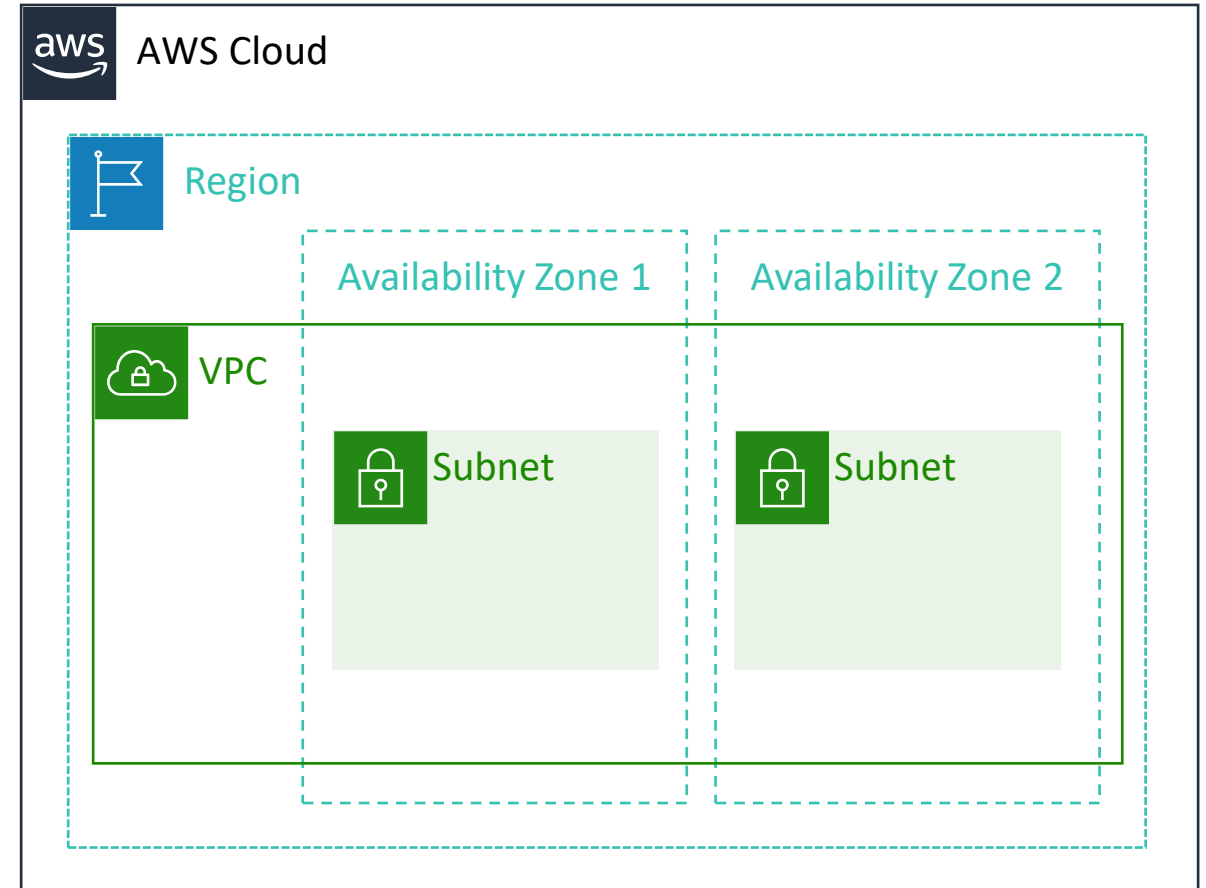 aws
AWS Cloud
Region
Availability Zone 1
Availability Zone 2
VPC
Subnet
Subnet